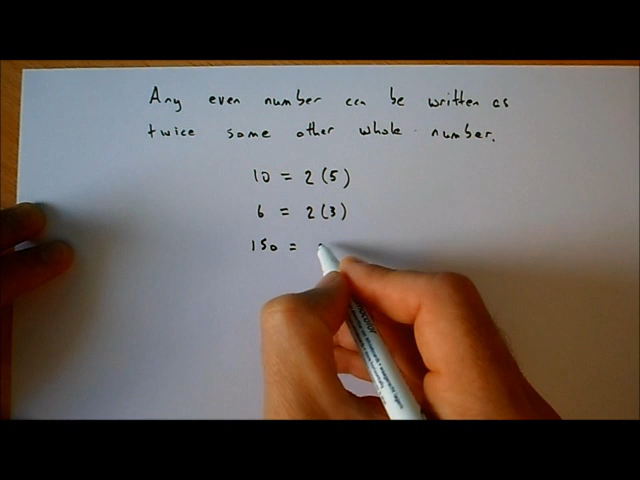 Any even number can be written as
twice some other whole number.
10 = 2(5)
6 = 2(3)
150 =